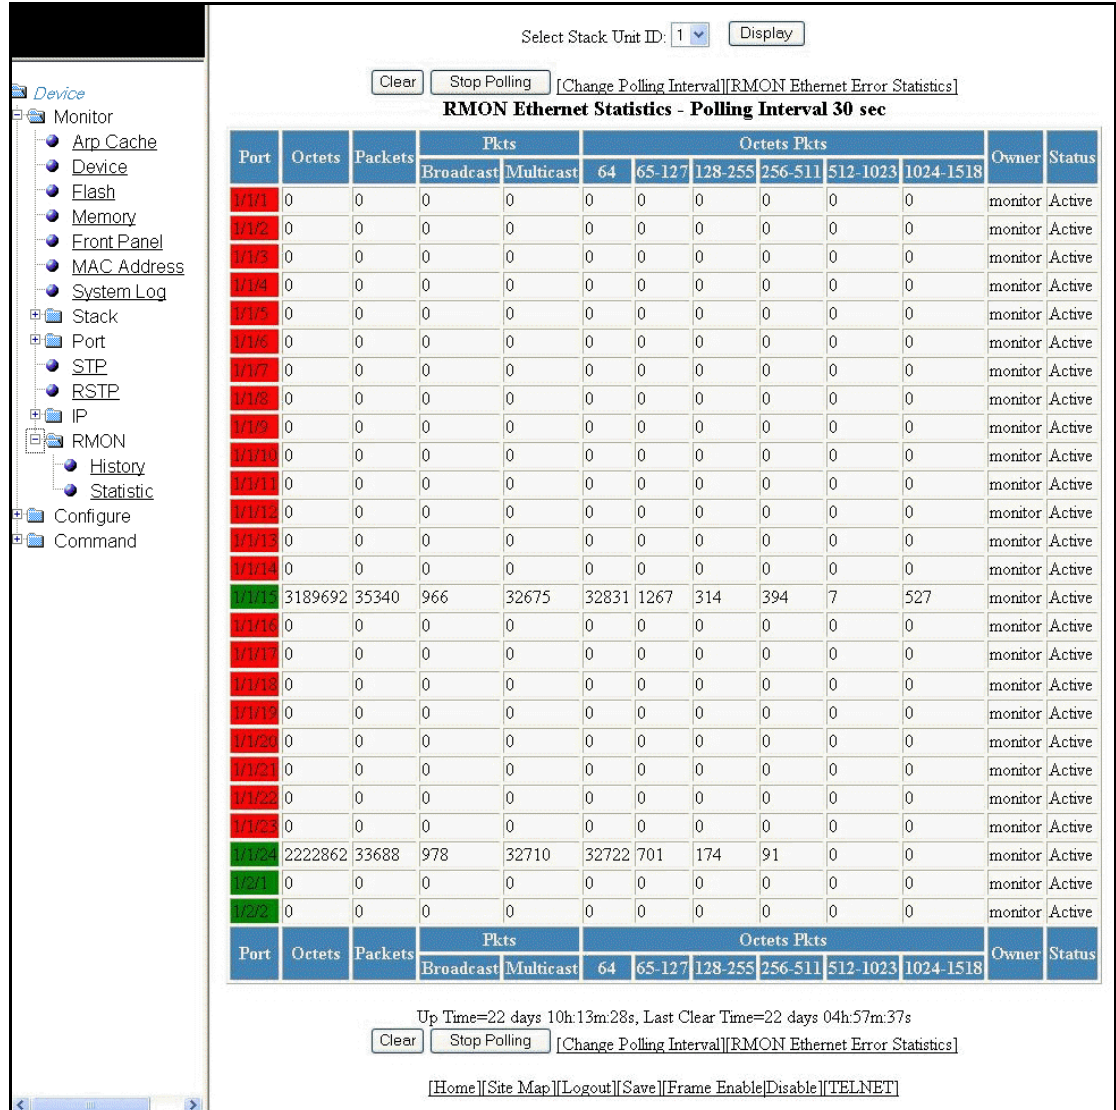 Select Stack Unit ID: 1 Display
Clear Stop Polling [Change Polling Interval][RMON Ethernet Error Statistics]
RMON Ethernet Statistics - Polling Interval 30 sec
Device
Monitor
Arp Cache
Device
Flash
Memory
Front Panel
MAC Address
System Log
Stack
Port
STP
RSTP
IP
RMON
History
Statistic
Configure
Command
Port Octets Packets Pkts Octets Pkts Owner Status
Broadcast Multicast 64 65-127 128-255 256-511 512-1023 1024-1518
1/1/1 0 0 0 0 0 0 0 0 0 0 monitor Active
1/1/2 0 0 0 0 0 0 0 0 0 0 monitor Active
1/1/3 0 0 0 0 0 0 0 0 0 0 monitor Active
1/1/4 0 0 0 0 0 0 0 0 0 0 monitor Active
1/1/5 0 0 0 0 0 0 0 0 0 0 monitor Active
1/1/6 0 0 0 0 0 0 0 0 0 0 monitor Active
1/1/7 0 0 0 0 0 0 0 0 0 0 monitor Active
1/1/8 0 0 0 0 0 0 0 0 0 0 monitor Active
1/1/9 0 0 0 0 0 0 0 0 0 0 monitor Active
1/1/10 0 0 0 0 0 0 0 0 0 0 monitor Active
1/1/11 0 0 0 0 0 0 0 0 0 0 monitor Active
1/1/12 0 0 0 0 0 0 0 0 0 0 monitor Active
1/1/13 0 0 0 0 0 0 0 0 0 0 monitor Active
1/1/14 0 0 0 0 0 0 0 0 0 0 monitor Active
1/1/15 3189692 35340 966 32675 32831 1267 314 394 7 527 monitor Active
1/1/16 0 0 0 0 0 0 0 0 0 0 monitor Active
1/1/17 0 0 0 0 0 0 0 0 0 0 monitor Active
1/1/18 0 0 0 0 0 0 0 0 0 0 monitor Active
1/1/19 0 0 0 0 0 0 0 0 0 0 monitor Active
1/1/20 0 0 0 0 0 0 0 0 0 0 monitor Active
1/1/21 0 0 0 0 0 0 0 0 0 0 monitor Active
1/1/22 0 0 0 0 0 0 0 0 0 0 monitor Active
1/1/23 0 0 0 0 0 0 0 0 0 0 monitor Active
1/1/24 2222862 33688 978 32710 32722 701 174 91 0 0 monitor Active
1/2/1 0 0 0 0 0 0 0 0 0 0 monitor Active
1/2/2 0 0 0 0 0 0 0 0 0 0 monitor Active
Port Octets Packets Pkts Octets Pkts Owner Status
Broadcast Multicast 64 65-127 128-255 256-511 512-1023 1024-1518
Up Time=22 days 10h:13m:28s, Last Clear Time=22 days 04h:57m:37s
Clear Stop Polling [Change Polling Interval][RMON Ethernet Error Statistics]
[Home][Site Map][Logout][Save][Frame Enable|Disable][TELNET]